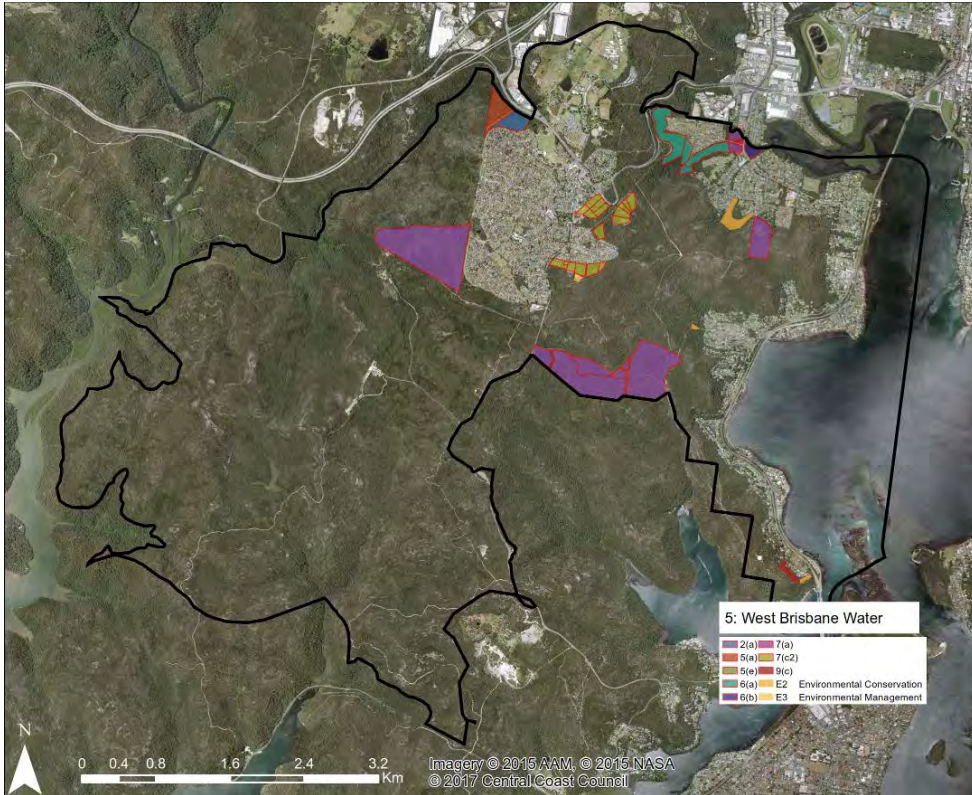 5: West Brisbane Water
2(a) 7(a)
5(a) 7(c2)
5(e) 9(c)
6(a) E2 Environmental Conservation
6(b) E3 Environmental Management
N
0 0.4 0.8 1.6 2.4 3.2
Km
Imagery © 2015 AAM, © 2015 NASA
© 2017 Central Coast Council